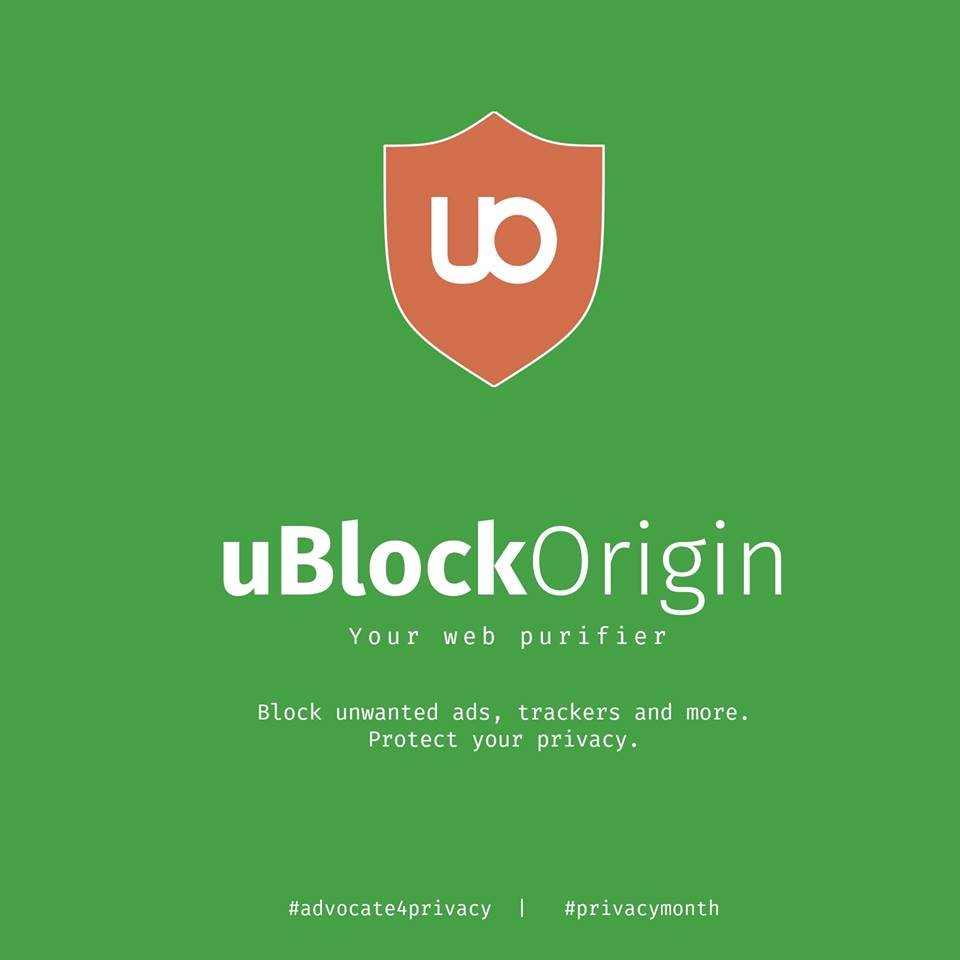 uo
uBlockOrigin
Your web purifier
Block unwanted ads, trackers and more.
Protect your privacy.
#advocate4privacy | #privacymonth